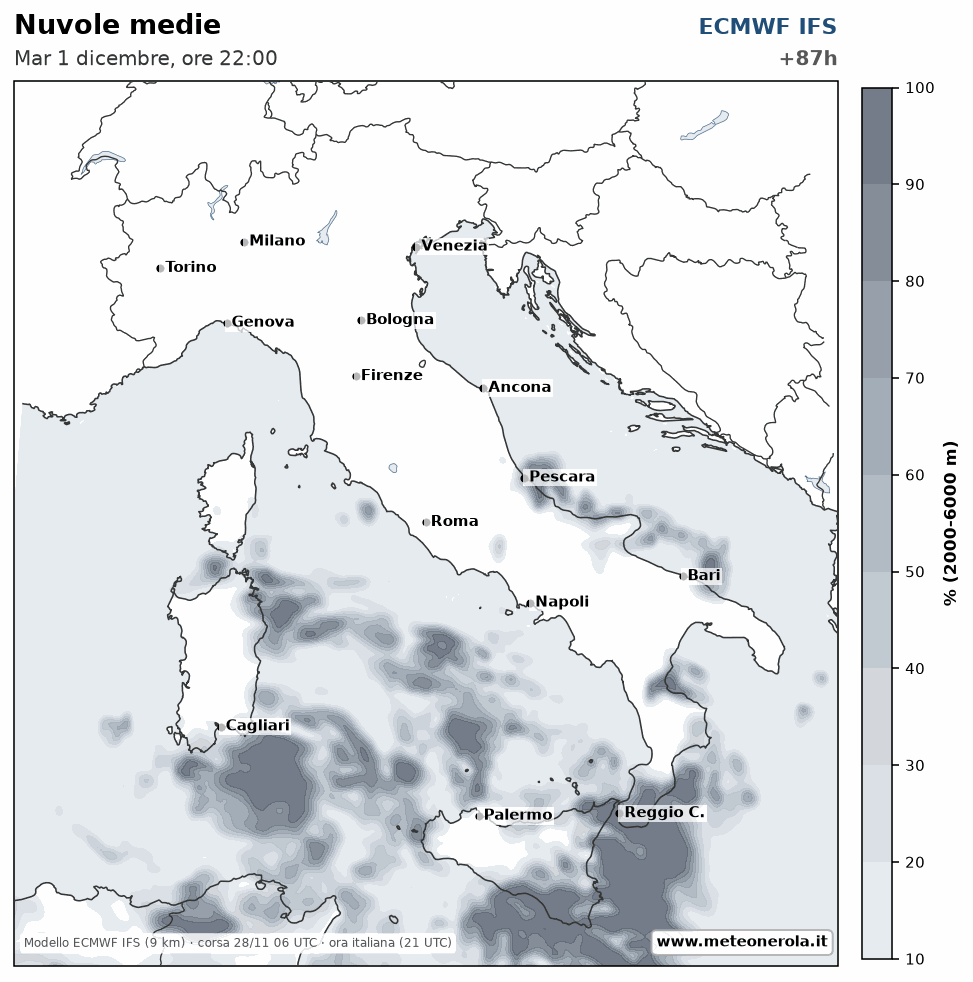 Nuvole medie
ECMWF IFS
Mar 1 dicembre, ore 22:00
+87h
100
90
80
70
60
50
40
30
20
10
% (2000-6000 m)
Milano
Venezia
Torino
Genova
Bologna
Firenze
Ancona
Pescara
Roma
Bari
Napoli
Cagliari
Palermo
Reggio C.
Modello ECMWF IFS (9 km) · corsa 28/11 06 UTC · ora italiana (21 UTC)
www.meteonerola.it